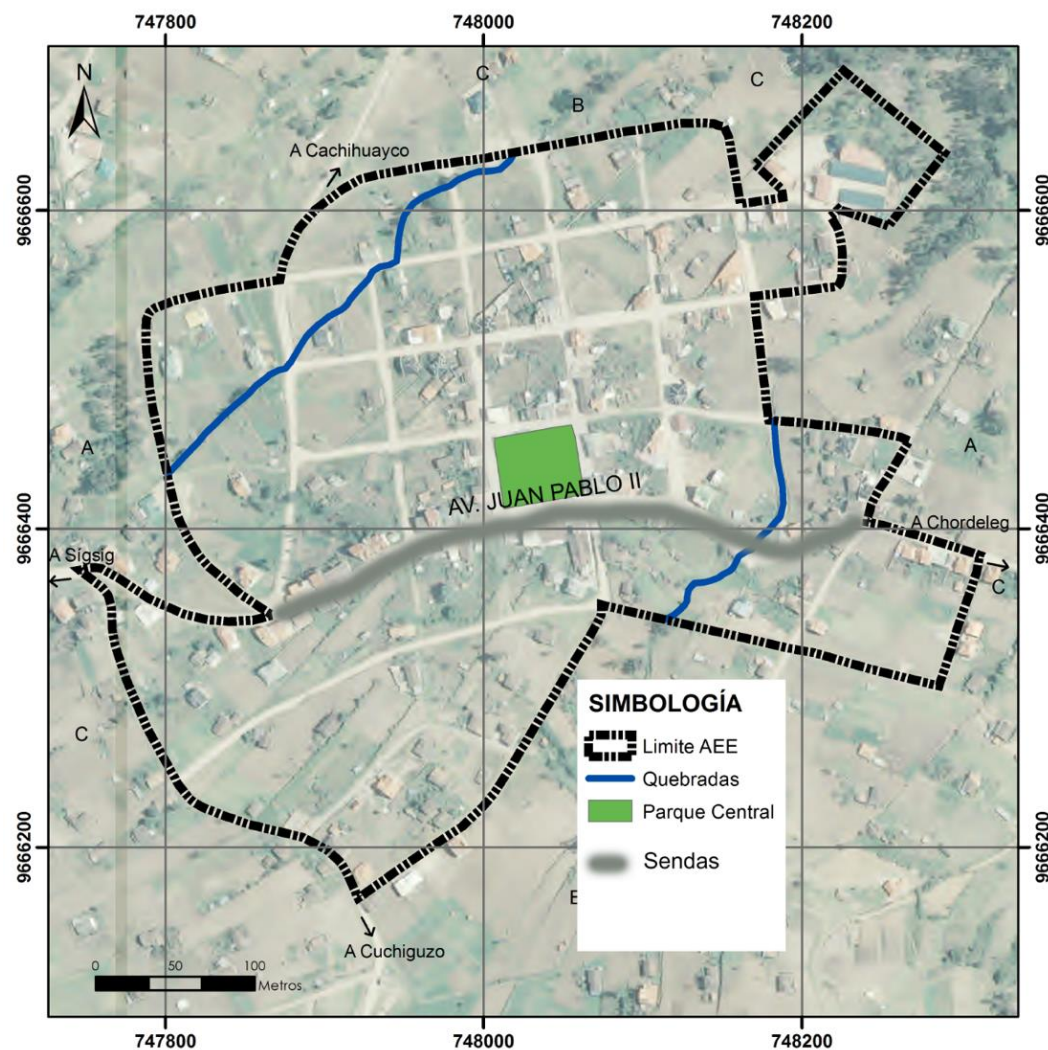 747800 748000 748200
N
C
C
B
A Cachihuayco
9666600 9666600
A
A
AV. JUAN PABLO II
9666400 9666400
A Chordeleg
A Sígsig
C
C
SIMBOLOGÍA
Limite AEE
Quebradas
Parque Central
Sendas
9666200 9666200
A Cuchiguzo
0 50 100
Metros
747800 748000 748200